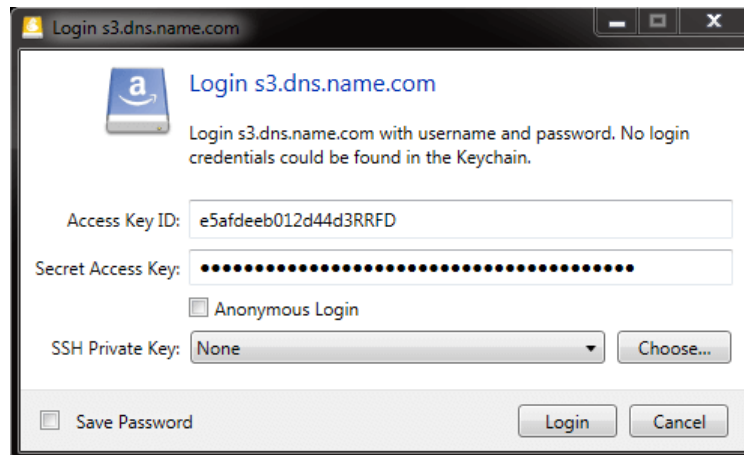 Login s3.dns.name.com
Login s3.dns.name.com
Login s3.dns.name.com with username and password. No login
credentials could be found in the Keychain.
Access Key ID: e5afdeeb012d44d3RRFD
Secret Access Key: ••••••••••••••••••••••••••••••••••••••••
Anonymous Login
SSH Private Key: None Choose...
Save Password Login Cancel